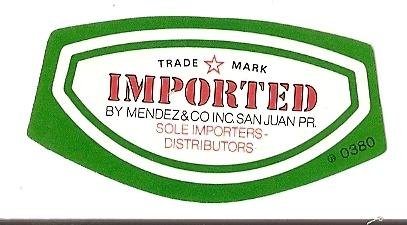 TRADE ☆ MARK
IMPORTED
BY MENDEZ & CO INC. SAN JUAN PR.
SOLE IMPORTERS-
DISTRIBUTORS
0380